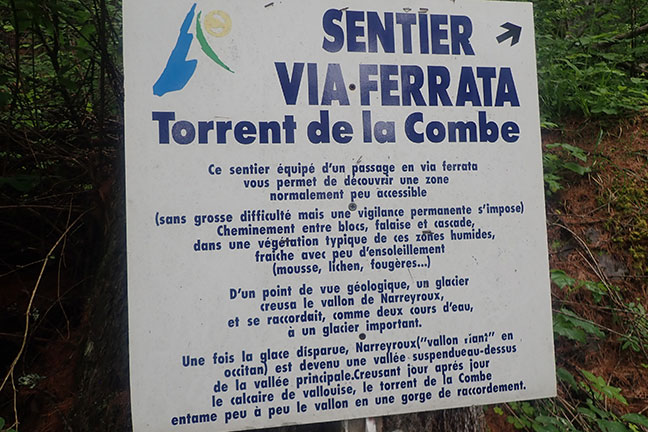 SENTIER
VIA FERRATA
Torrent de la Combe
Ce sentier équipé d'un passage en via ferrata
vous permet de découvrir une zone
normalement peu accessible
(sans grosse difficulté mais une vigilance permanente s'impose)
Cheminement entre blocs, falaise et cascade,
dans une végétation typique de ces zones humides,
fraîche avec peu d'ensoleillement
(mousse, lichen, fougères...)
D'un point de vue géologique, un glacier
creusa le vallon de Narreyroux,
et se raccordait, comme deux cours d'eau,
à un glacier important.
Une fois la glace disparue, Narreyroux("vallon riant" en
occitan) est devenu une vallée suspendueau-dessus
de la vallée principale.Creusant jour après jour
le calcaire de vallouise, le torrent de la Combe
entame peu à peu le vallon en une gorge de raccordement.